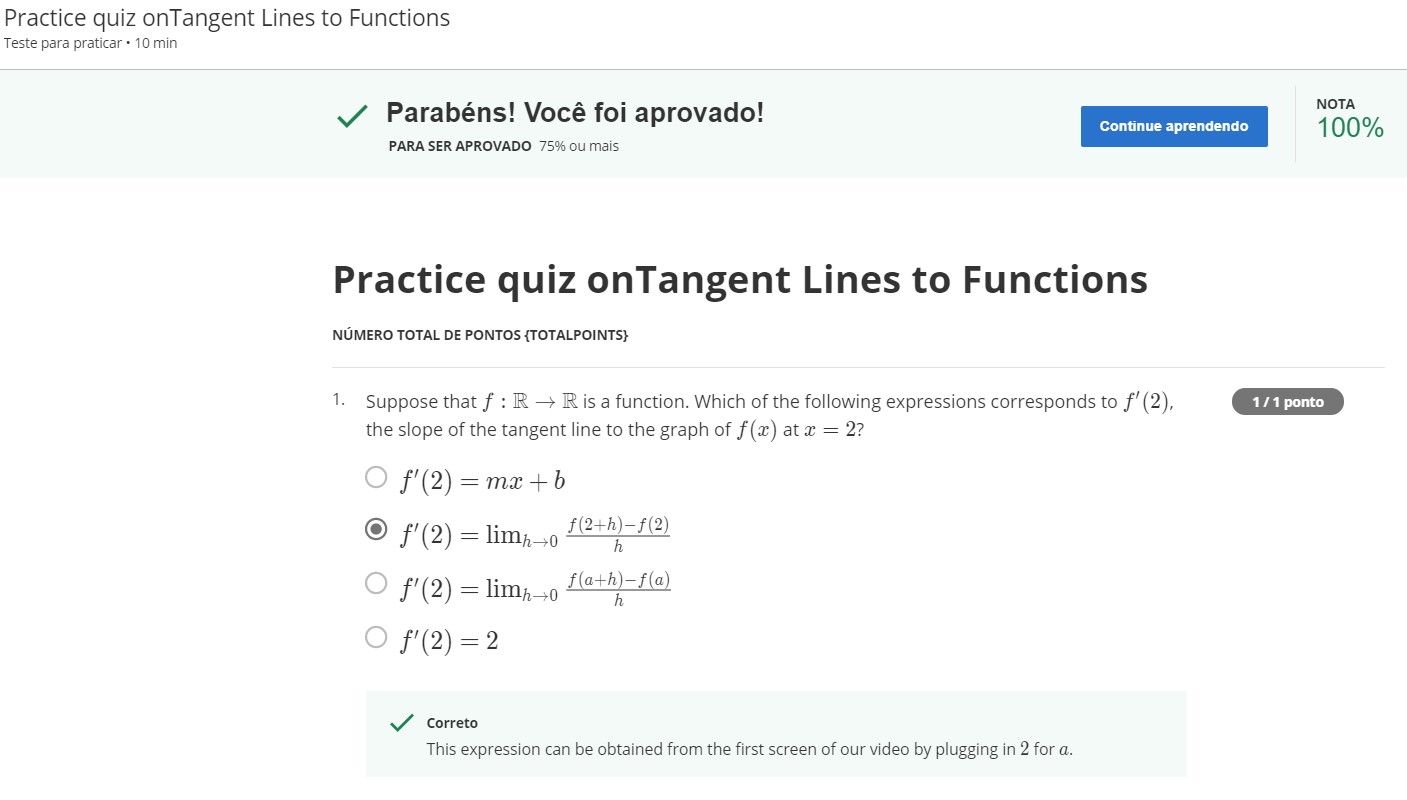 Practice quiz onTangent Lines to Functions
Teste para praticar • 10 min
Parabéns! Você foi aprovado!
PARA SER APROVADO 75% ou mais
Continue aprendendo
NOTA
100%
Practice quiz onTangent Lines to Functions
NÚMERO TOTAL DE PONTOS {TOTALPOINTS}
1. Suppose that f : ℝ → ℝ is a function. Which of the following expressions corresponds to f′(2),
the slope of the tangent line to the graph of f(x) at x = 2?
1 / 1 ponto
f′(2) = mx + b
f′(2) = lim_{h→0} \frac{f(2+h)−f(2)}{h}
f′(2) = lim_{h→0} \frac{f(a+h)−f(a)}{h}
f′(2) = 2
Correto
This expression can be obtained from the first screen of our video by plugging in 2 for a.